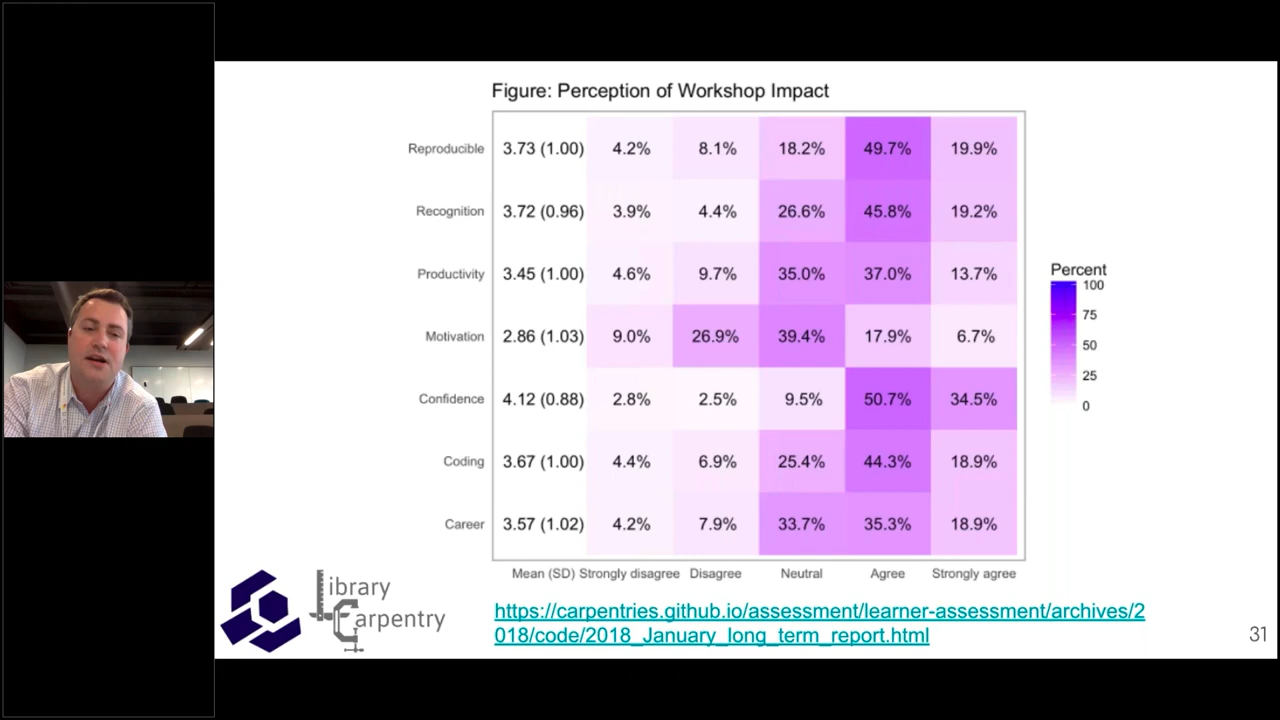 Figure: Perception of Workshop Impact
Reproducible 3.73 (1.00) 4.2% 8.1% 18.2% 49.7% 19.9%
Recognition 3.72 (0.96) 3.9% 4.4% 26.6% 45.8% 19.2%
Productivity 3.45 (1.00) 4.6% 9.7% 35.0% 37.0% 13.7%
Motivation 2.86 (1.03) 9.0% 26.9% 39.4% 17.9% 6.7%
Confidence 4.12 (0.88) 2.8% 2.5% 9.5% 50.7% 34.5%
Coding 3.67 (1.00) 4.4% 6.9% 25.4% 44.3% 18.9%
Career 3.57 (1.02) 4.2% 7.9% 33.7% 35.3% 18.9%
Mean (SD) Strongly disagree Disagree Neutral Agree Strongly agree
Percent
100
75
50
25
0
Library
Carpentry
https://carpentries.github.io/assessment/learner-assessment/archives/2
018/code/2018_January_long_term_report.html
31